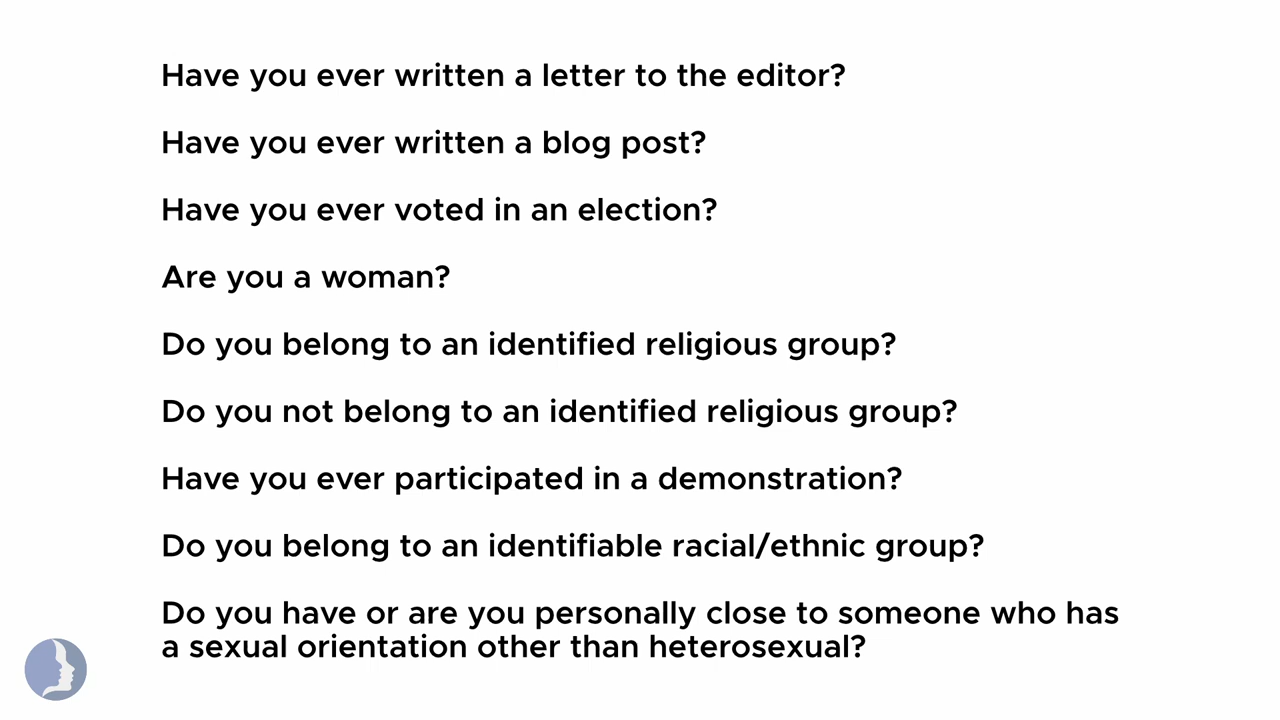 Have you ever written a letter to the editor?
Have you ever written a blog post?
Have you ever voted in an election?
Are you a woman?
Do you belong to an identified religious group?
Do you not belong to an identified religious group?
Have you ever participated in a demonstration?
Do you belong to an identifiable racial/ethnic group?
Do you have or are you personally close to someone who has
a sexual orientation other than heterosexual?